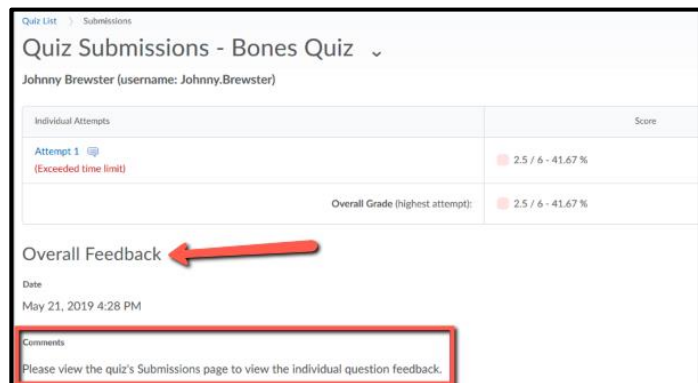 Quiz List > Submissions
Quiz Submissions - Bones Quiz
Johnny Brewster (username: Johnny.Brewster)
Individual Attempts Score
Attempt 1 2.5 / 6 - 41.67 %
(Exceeded time limit)
Overall Grade (highest attempt): 2.5 / 6 - 41.67 %
Overall Feedback
Date
May 21, 2019 4:28 PM
Comments
Please view the quiz's Submissions page to view the individual question feedback.